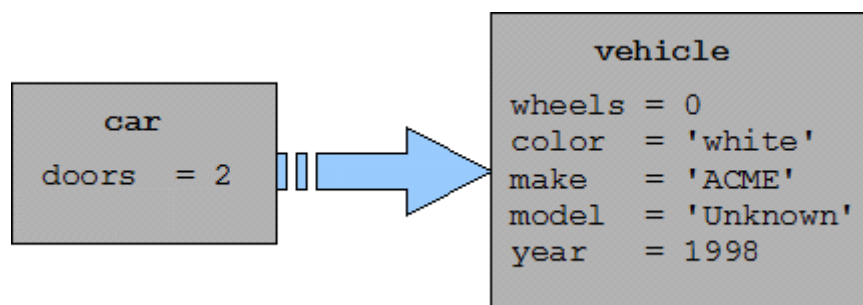 car
doors  = 2
vehicle
wheels = 0
color  = 'white'
make   = 'ACME'
model  = 'Unknown'
year   = 1998